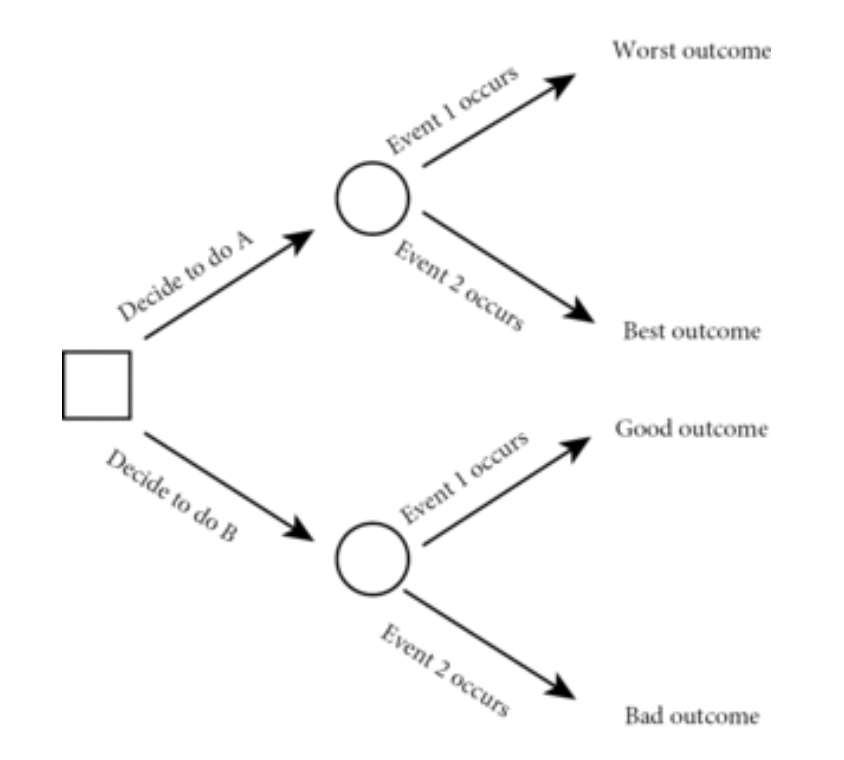 Worst outcome
Event 1 occurs
Decide to do A
Event 2 occurs
Best outcome
Good outcome
Event 1 occurs
Decide to do B
Event 2 occurs
Bad outcome